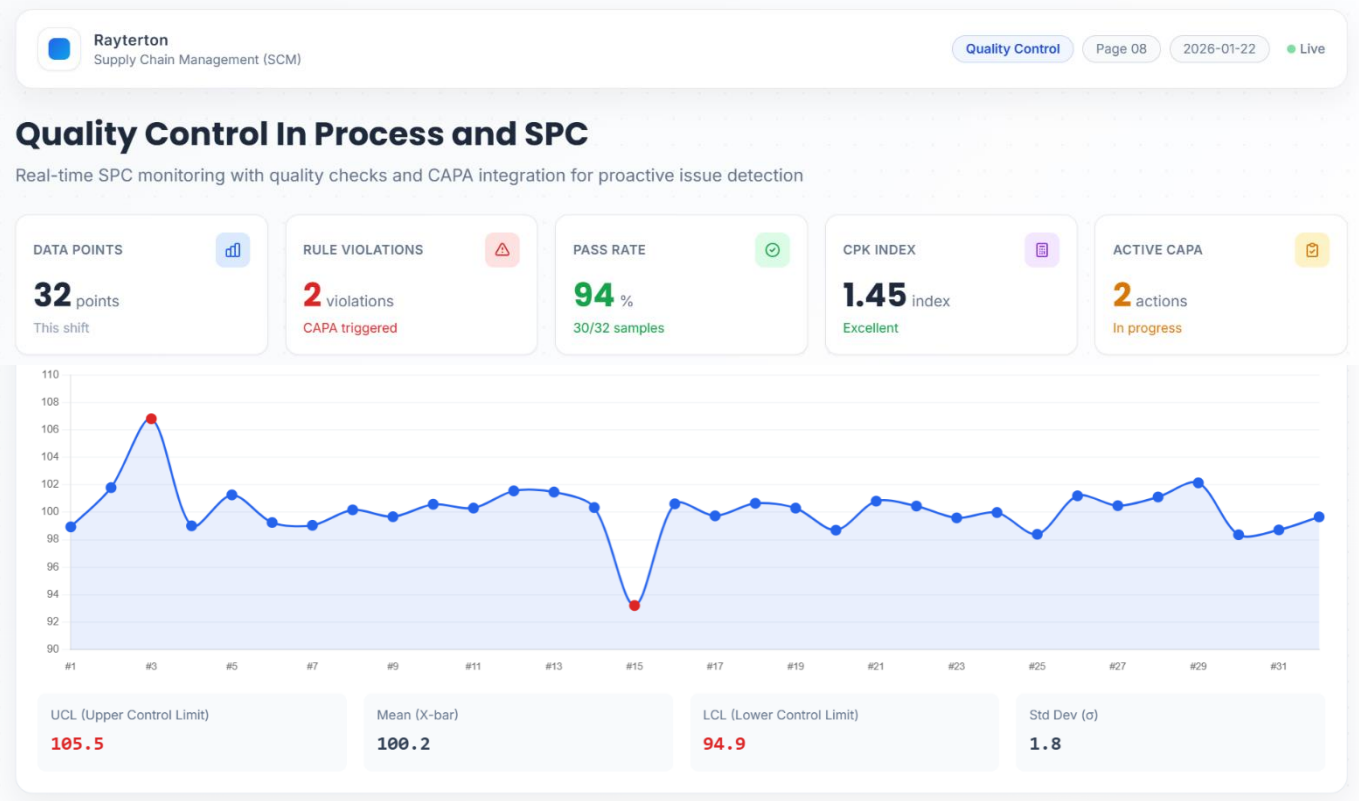 Rayterton
Supply Chain Management (SCM)
Quality Control
Page 08
2026-01-22
Live
Quality Control In Process and SPC
Real-time SPC monitoring with quality checks and CAPA integration for proactive issue detection
DATA POINTS
32 points
This shift
RULE VIOLATIONS
2 violations
CAPA triggered
PASS RATE
94 %
30/32 samples
CPK INDEX
1.45 index
Excellent
ACTIVE CAPA
2 actions
In progress
110
108
106
104
102
100
98
96
94
92
90
#1 #3 #5 #7 #9 #11 #13 #15 #17 #19 #21 #23 #25 #27 #29 #31
UCL (Upper Control Limit)
105.5
Mean (X-bar)
100.2
LCL (Lower Control Limit)
94.9
Std Dev (σ)
1.8